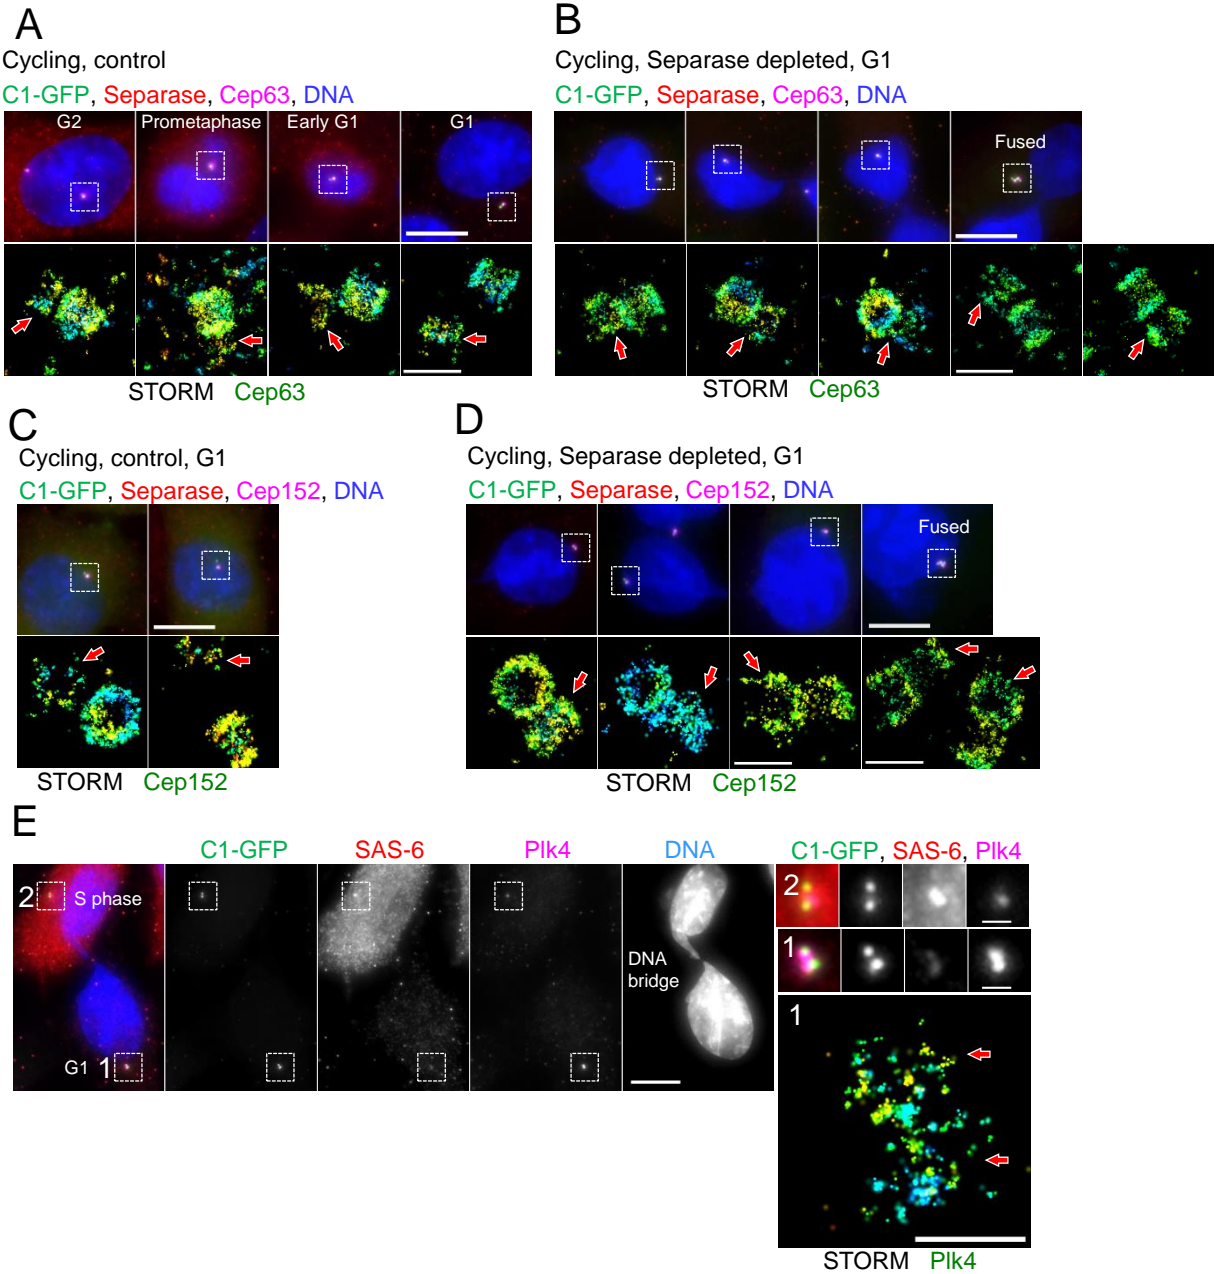 A
Cycling, control
C1-GFP, Separase, Cep63, DNA
G2
Prometaphase
Early G1
G1
STORM Cep63
B
Cycling, Separase depleted, G1
C1-GFP, Separase, Cep63, DNA
Fused
STORM Cep63
C
Cycling, control, G1
C1-GFP, Separase, Cep152, DNA
STORM Cep152
D
Cycling, Separase depleted, G1
C1-GFP, Separase, Cep152, DNA
Fused
STORM Cep152
E
C1-GFP
SAS-6
Plk4
DNA
2
S phase
G1 1
DNA
bridge
C1-GFP, SAS-6, Plk4
2
1
1
STORM Plk4